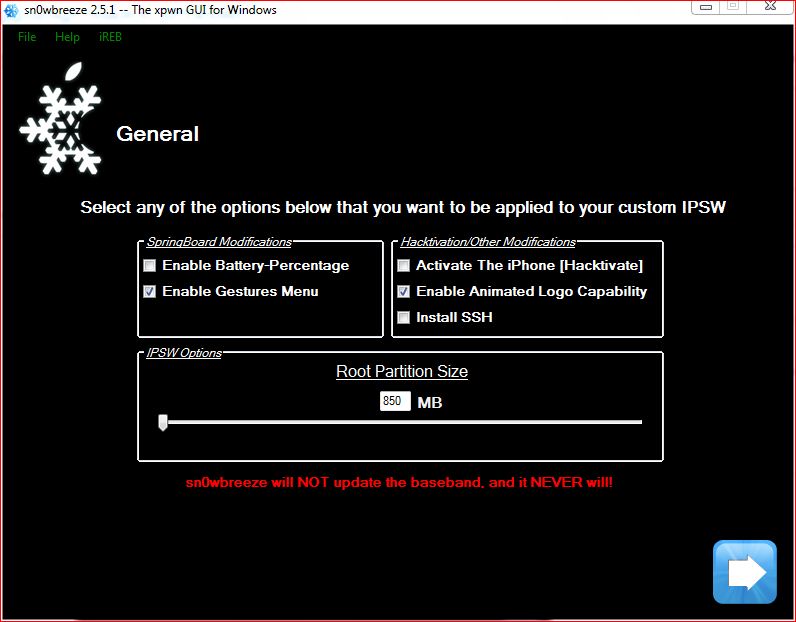 sn0wbreeze 2.5.1 -- The xpwn GUI for Windows
File Help iREB
General
Select any of the options below that you want to be applied to your custom IPSW
SpringBoard Modifications
Enable Battery-Percentage
Enable Gestures Menu
Hacktivation/Other Modifications
Activate The iPhone [Hacktivate]
Enable Animated Logo Capability
Install SSH
IPSW Options
Root Partition Size
850 MB
sn0wbreeze will NOT update the baseband, and it NEVER will!